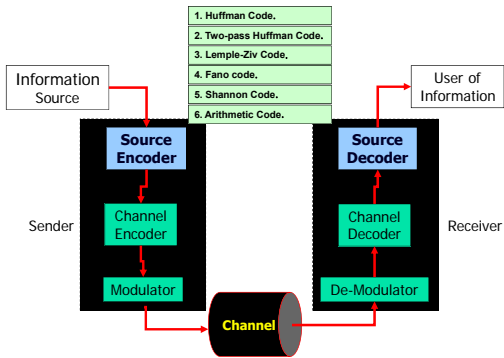 1. Huffman Code.
2. Two-pass Huffman Code.
3. Lemple-Ziv Code.
4. Fano code.
5. Shannon Code.
6. Arithmetic Code.
Information
Source
User of
Information
Source
Encoder
Source
Decoder
Sender
Channel
Encoder
Channel
Decoder
Receiver
Modulator
De-Modulator
Channel